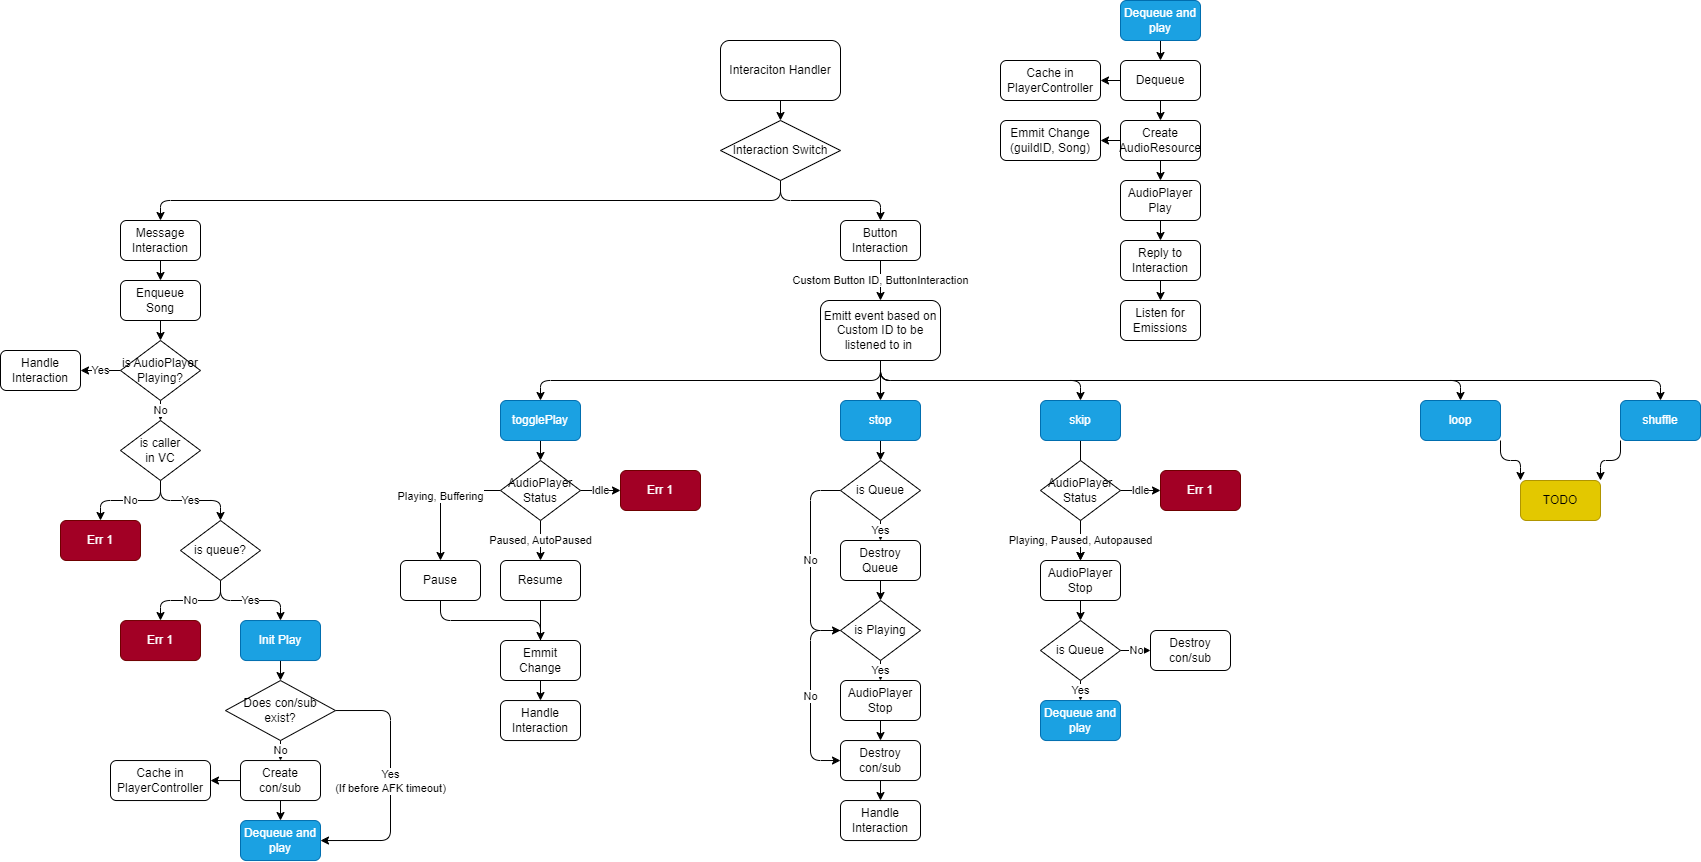 Dequeue and
play
Interaciton Handler
Cache in
PlayerController
Dequeue
Interaction Switch
Emmit Change
(guildID, Song)
Create
AudioResource
AudioPlayer
Play
Message
Interaction
Button
Interaction
Reply to
Interaction
Custom Button ID, ButtonInteraction
Enqueue
Song
Emitt event based on
Custom ID to be
listened to in
Listen for
Emissions
Handle
Interaction
Yes
is AudioPlayer
Playing?
No
togglePlay
stop
skip
loop
shuffle
is caller
in VC
No
Yes
Err 1
Playing, Buffering
AudioPlayer
Status
Idle
Err 1
is Queue
AudioPlayer
Status
Idle
Err 1
TODO
Paused, AutoPaused
Yes
Playing, Paused, Autopaused
is queue?
No
Yes
Pause
Resume
No
Destroy
Queue
AudioPlayer
Stop
Err 1
Init Play
Emmit
Change
is Playing
is Queue
No
Destroy
con/sub
Yes
Yes
Does con/sub
exist?
No
Handle
Interaction
No
AudioPlayer
Stop
Dequeue and
play
Cache in
PlayerController
Create
con/sub
Yes
(If before AFK timeout)
Destroy
con/sub
Dequeue and
play
Handle
Interaction